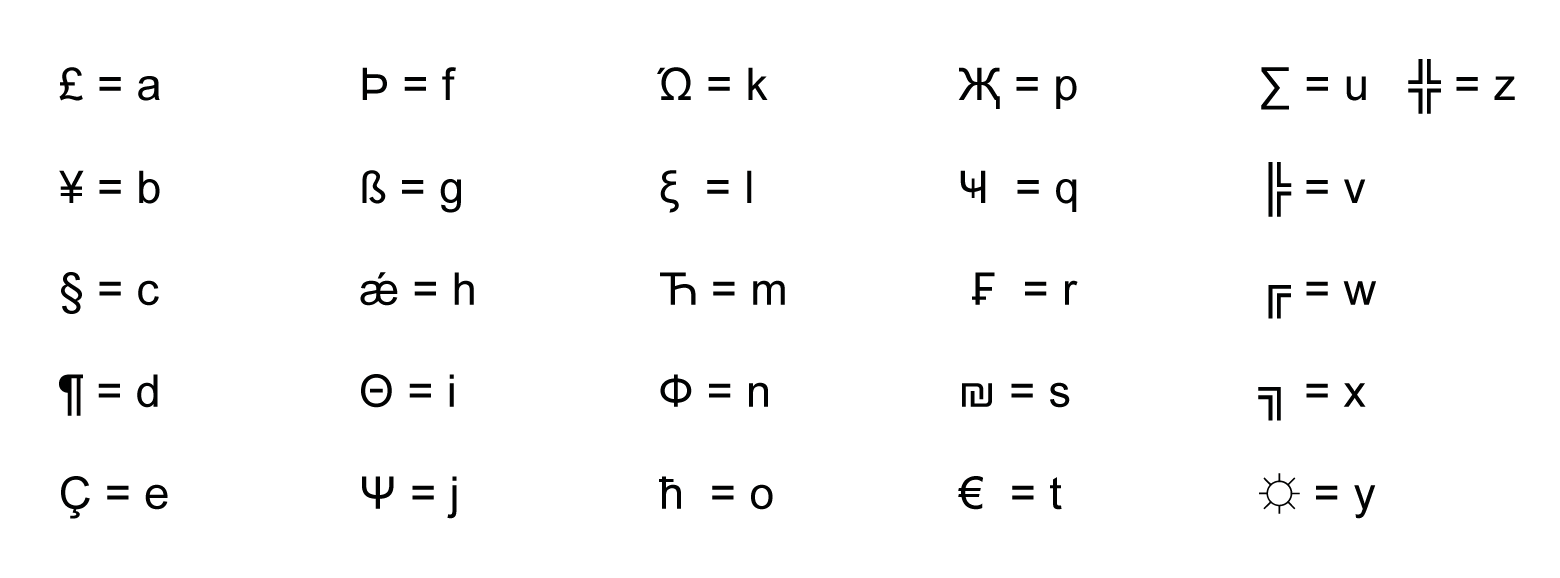 £ = a Þ = f Ώ = k Җ = p ∑ = u ╬ = z
¥ = b ß = g ξ = l Ҹ = q ╠ = v
§ = c ǽ = h Ћ = m ₣ = r ╔ = w
¶ = d Θ = i Φ = n ₪ = s ╗ = x
Ç = e Ψ = j ħ = o € = t ☼ = y